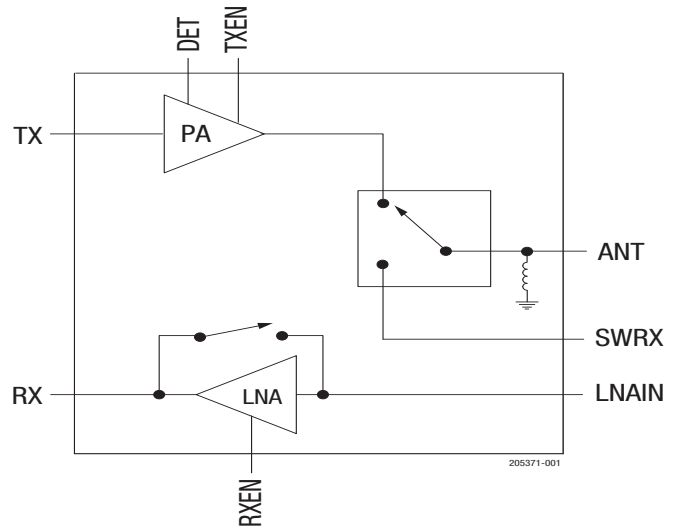 DET
TXEN
TX
PA
ANT
SWRX
RX
LNA
LNAIN
205371-001
RXEN